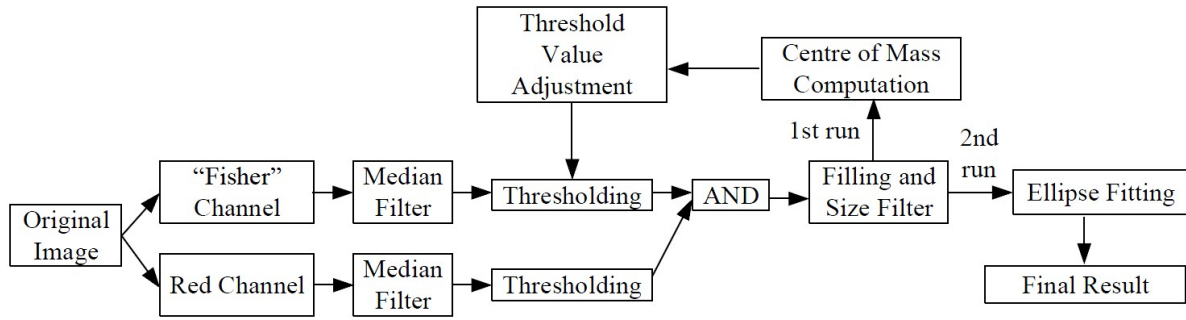 Threshold
Value
Adjustment
Centre of Mass
Computation
1st run
2nd
run
“Fisher”
Channel
Median
Filter
Thresholding
AND
Filling and
Size Filter
Ellipse Fitting
Original
Image
Red Channel
Median
Filter
Thresholding
Final Result